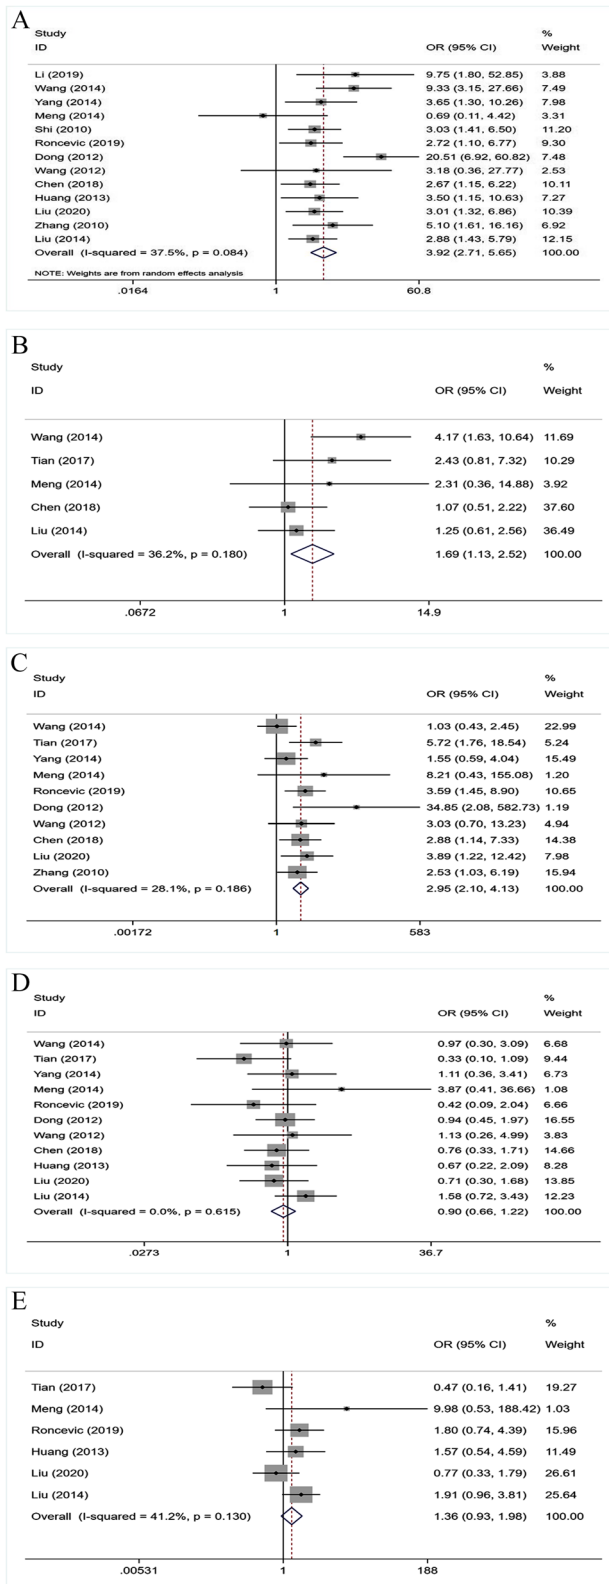 A
Study %
ID OR (95% CI) Weight
Li (2019) 9.75 (1.80, 52.85) 3.88
Wang (2014) 9.33 (3.15, 27.66) 7.49
Yang (2014) 3.65 (1.30, 10.26) 7.98
Meng (2014) 0.69 (0.11, 4.42) 3.31
Shi (2010) 3.03 (1.41, 6.50) 11.20
Roncevic (2019) 2.72 (1.10, 6.77) 9.30
Dong (2012) 20.51 (6.92, 60.82) 7.48
Wang (2012) 3.18 (0.36, 27.77) 2.53
Chen (2018) 2.67 (1.15, 6.22) 10.11
Huang (2013) 3.50 (1.15, 10.63) 7.27
Liu (2020) 3.01 (1.32, 6.86) 10.39
Zhang (2010) 5.10 (1.61, 16.16) 6.92
Liu (2014) 2.88 (1.43, 5.79) 12.15
Overall (I-squared = 37.5%, p = 0.084) 3.92 (2.71, 5.65) 100.00
NOTE: Weights are from random effects analysis
.0164 1 60.8
B
Study %
ID OR (95% CI) Weight
Wang (2014) 4.17 (1.63, 10.64) 11.69
Tian (2017) 2.43 (0.81, 7.32) 10.29
Meng (2014) 2.31 (0.36, 14.88) 3.92
Chen (2018) 1.07 (0.51, 2.22) 37.60
Liu (2014) 1.25 (0.61, 2.56) 36.49
Overall (I-squared = 36.2%, p = 0.180) 1.69 (1.13, 2.52) 100.00
.0672 1 14.9
C
Study %
ID OR (95% CI) Weight
Wang (2014) 1.03 (0.43, 2.45) 22.99
Tian (2017) 5.72 (1.76, 18.54) 5.24
Yang (2014) 1.55 (0.59, 4.04) 15.49
Meng (2014) 8.21 (0.43, 155.08) 1.20
Roncevic (2019) 3.59 (1.45, 8.90) 10.65
Dong (2012) 34.85 (2.08, 582.73) 1.19
Wang (2012) 3.03 (0.70, 13.23) 4.94
Chen (2018) 2.88 (1.14, 7.33) 14.38
Liu (2020) 3.89 (1.22, 12.42) 7.98
Zhang (2010) 2.53 (1.03, 6.19) 15.94
Overall (I-squared = 28.1%, p = 0.186) 2.95 (2.10, 4.13) 100.00
.00172 1 583
D
Study %
ID OR (95% CI) Weight
Wang (2014) 0.97 (0.30, 3.09) 6.68
Tian (2017) 0.33 (0.10, 1.09) 9.44
Yang (2014) 1.11 (0.36, 3.41) 6.73
Meng (2014) 3.87 (0.41, 36.66) 1.08
Roncevic (2019) 0.42 (0.09, 2.04) 6.66
Dong (2012) 0.94 (0.45, 1.97) 16.55
Wang (2012) 1.13 (0.26, 4.99) 3.83
Chen (2018) 0.76 (0.33, 1.71) 14.66
Huang (2013) 0.67 (0.22, 2.09) 8.28
Liu (2020) 0.71 (0.30, 1.68) 13.85
Liu (2014) 1.58 (0.72, 3.43) 12.23
Overall (I-squared = 0.0%, p = 0.615) 0.90 (0.66, 1.22) 100.00
.0273 1 36.7
E
Study %
ID OR (95% CI) Weight
Tian (2017) 0.47 (0.16, 1.41) 19.27
Meng (2014) 9.98 (0.53, 188.42) 1.03
Roncevic (2019) 1.80 (0.74, 4.39) 15.96
Huang (2013) 1.57 (0.54, 4.59) 11.49
Liu (2020) 0.77 (0.33, 1.79) 26.61
Liu (2014) 1.91 (0.96, 3.81) 25.64
Overall (I-squared = 41.2%, p = 0.130) 1.36 (0.93, 1.98) 100.00
.00531 1 188